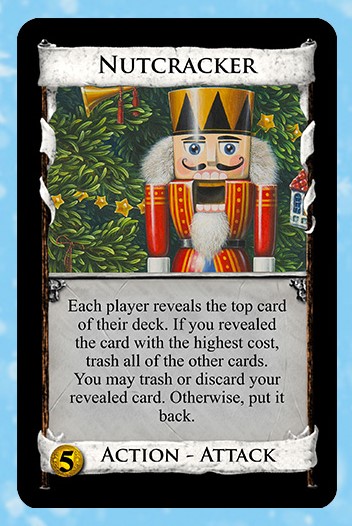 Nutcracker
Each player reveals the top card
of their deck. If you revealed
the card with the highest cost,
trash all of the other cards.
You may trash or discard your
revealed card. Otherwise, put it
back.
5 Action - Attack